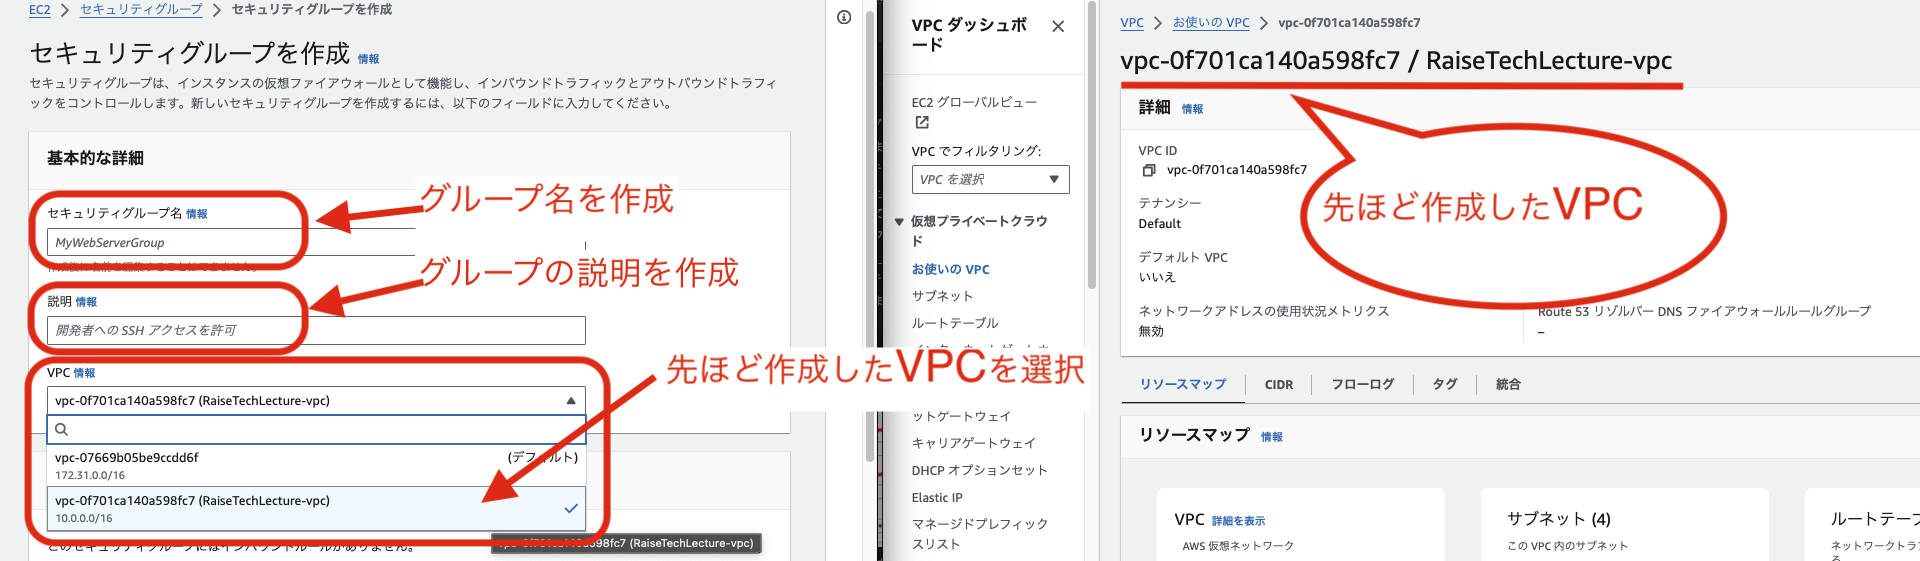 EC2 > セキュリティグループ > セキュリティグループを作成
セキュリティグループを作成 情報
セキュリティグループは、インスタンスの仮想ファイアウォールとして機能し、インバウンドトラフィックとアウトバウンドトラフィ
ックをコントロールします。新しいセキュリティグループを作成するには、以下のフィールドに入力してください。
基本的な詳細
セキュリティグループ名 情報
MyWebServerGroup
グループ名を作成
作成後に名前を編集することはできません。
グループの説明を作成
説明 情報
開発者への SSH アクセスを許可
VPC 情報
先ほど作成したVPCを選択
vpc-0f701ca140a598fc7 (RaiseTechLecture-vpc)
vpc-07669b05be9ccdd6f (デフォルト)
172.31.0.0/16
vpc-0f701ca140a598fc7 (RaiseTechLecture-vpc)
10.0.0.0/16
このセキュリティグループにはインバウンドルールがありません。
vpc-0f701ca140a598fc7 (RaiseTechLecture-vpc)
VPC ダッシュボ
ード
EC2 グローバルビュー
VPC でフィルタリング:
VPC を選択
仮想プライベートクラウ
ド
お使いの VPC
サブネット
ルートテーブル
ットゲートウェイ
キャリアゲートウェイ
DHCP オプションセット
Elastic IP
マネージドプレフィック
スリスト
VPC > お使いの VPC > vpc-0f701ca140a598fc7
vpc-0f701ca140a598fc7 / RaiseTechLecture-vpc
詳細 情報
VPC ID
vpc-0f701ca140a598fc7
先ほど作成したVPC
テナンシー
Default
デフォルト VPC
いいえ
ネットワークアドレスの使用状況メトリクス
無効
Route 53 リゾルバー DNS ファイアウォールルールグループ
–
リソースマップ CIDR フローログ タグ 統合
リソースマップ 情報
VPC 詳細を表示
AWS 仮想ネットワーク
サブネット (4)
この VPC 内のサブネット
ルートテーブ
ネットワークトラ